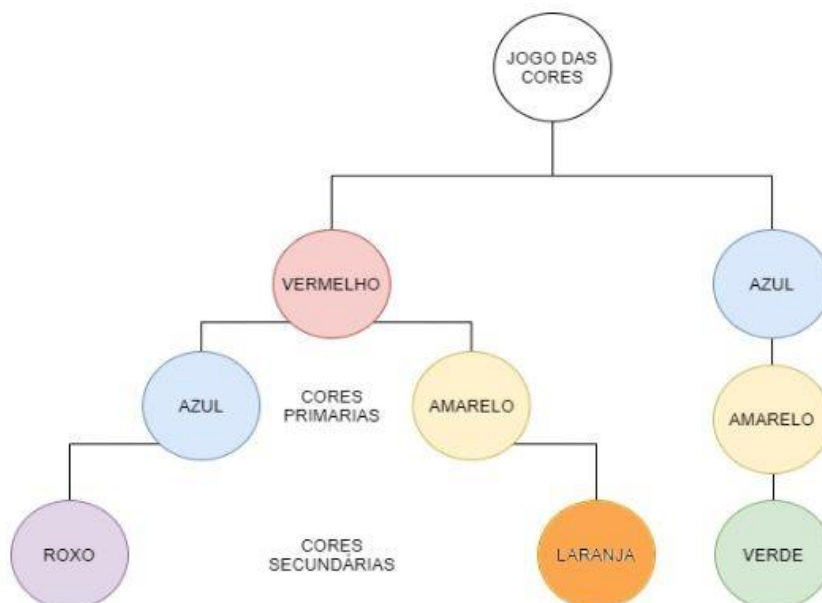 JOGO DAS
CORES
VERMELHO
AZUL
AZUL
CORES
PRIMARIAS
AMARELO
AMARELO
ROXO
CORES
SECUNDÁRIAS
LARANJA
VERDE